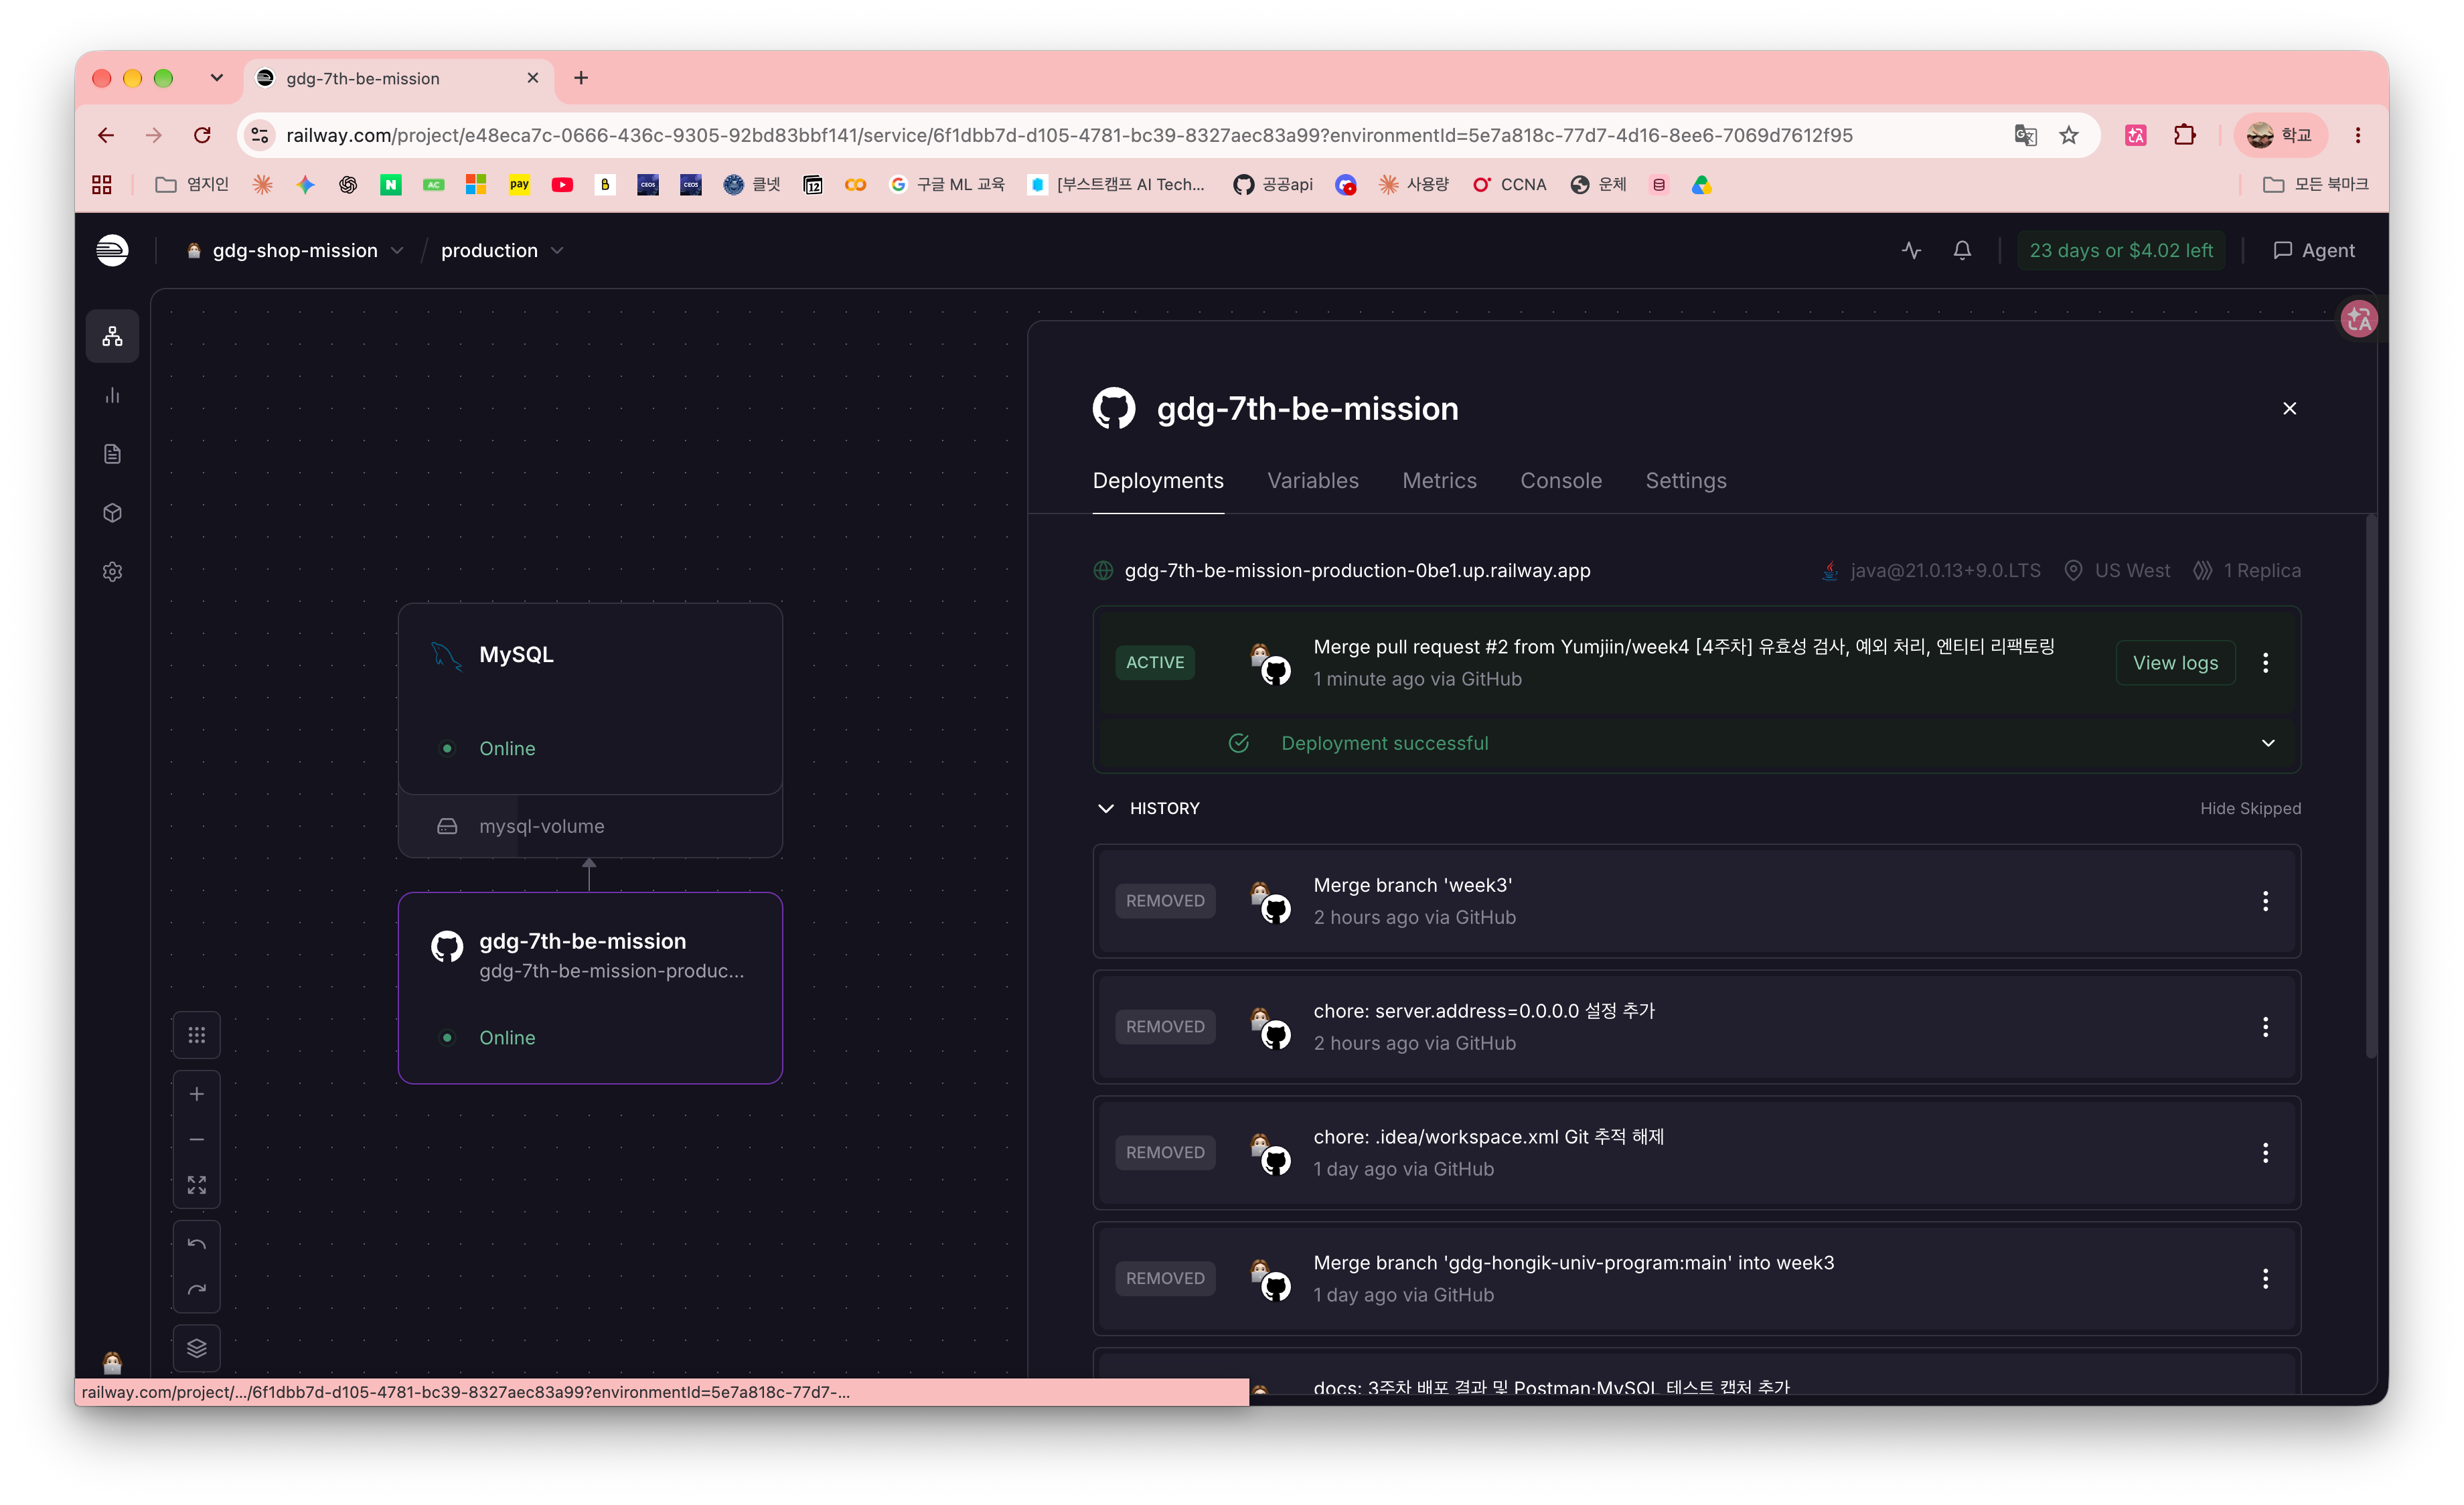 gdg-7th-be-mission
railway.com/project/e48eca7c-0666-436c-9305-92bd83bbf141/service/6f1dbb7d-d105-4781-bc39-8327aec83a99?environmentId=5e7a818c-77d7-4d16-8ee6-7069d7612f95
학교
염지인
N
AC
pay
B
CEOS
CEOS
클넷
12
구글 ML 교육
[부스트캠프 AI Tech...
공공api
사용량
CCNA
운체
모든 북마크
gdg-shop-mission
/
production
23 days or $4.02 left
Agent
gdg-7th-be-mission
Deployments
Variables
Metrics
Console
Settings
gdg-7th-be-mission-production-0be1.up.railway.app
java@21.0.13+9.0.LTS
US West
1 Replica
ACTIVE
Merge pull request #2 from Yumjiin/week4 [4주차] 유효성 검사, 예외 처리, 엔티티 리팩토링
1 minute ago via GitHub
View logs
Deployment successful
HISTORY
Hide Skipped
REMOVED
Merge branch 'week3'
2 hours ago via GitHub
REMOVED
chore: server.address=0.0.0.0 설정 추가
2 hours ago via GitHub
REMOVED
chore: .idea/workspace.xml Git 추적 해제
1 day ago via GitHub
REMOVED
Merge branch 'gdg-hongik-univ-program:main' into week3
1 day ago via GitHub
docs: 3주차 배포 결과 및 Postman·MySQL 테스트 캡처 추가
MySQL
Online
mysql-volume
gdg-7th-be-mission
gdg-7th-be-mission-produc...
Online
railway.com/project/.../6f1dbb7d-d105-4781-bc39-8327aec83a99?environmentId=5e7a818c-77d7-...